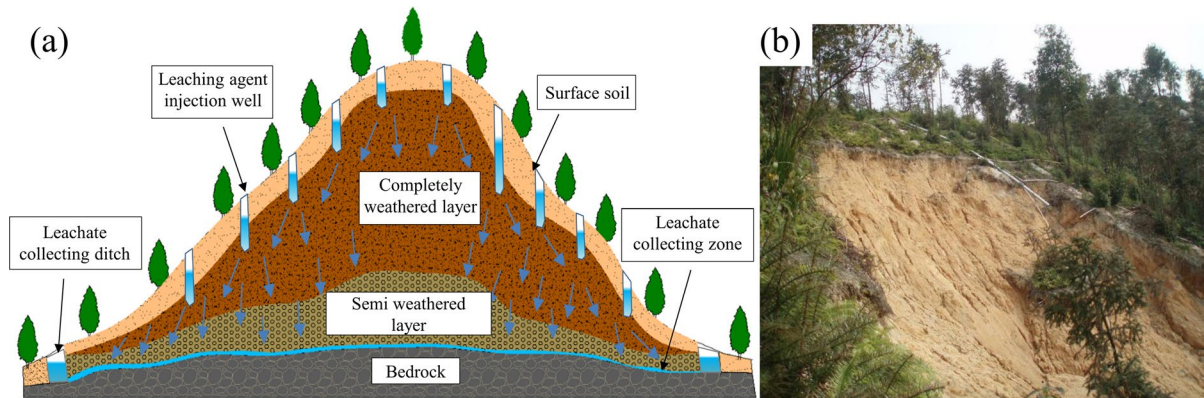 (a)
Leaching agent
injection well
Surface soil
Completely
weathered layer
Leachate
collecting ditch
Leachate
collecting zone
Semi weathered
layer
Bedrock
(b)